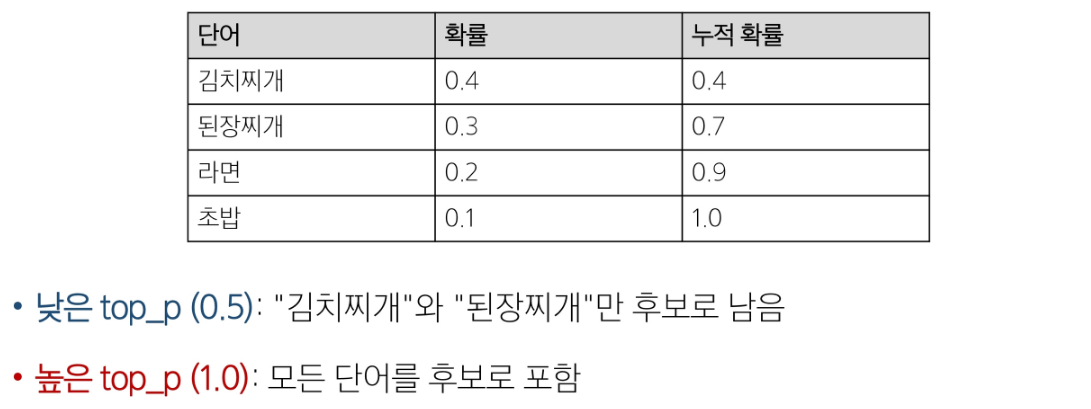 단어 확률 누적 확률
김치찌개 0.4 0.4
된장찌개 0.3 0.7
라면 0.2 0.9
초밥 0.1 1.0
• 낮은 top_p (0.5): "김치찌개"와 "된장찌개"만 후보로 남음
• 높은 top_p (1.0): 모든 단어를 후보로 포함